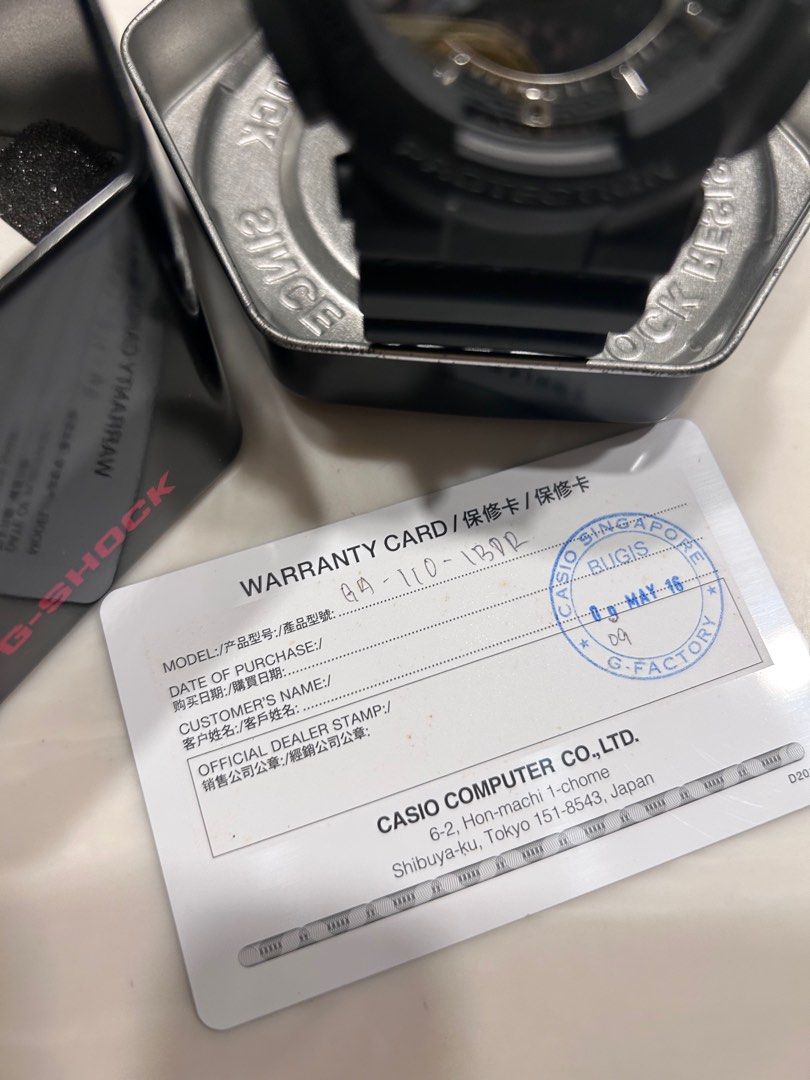 PROTECTION
SINCE
G-SHOCK
WARRANTY CARD / 保修卡 / 保修卡
MODEL:/产品型号:/產品型號: GA-110-1BDR
DATE OF PURCHASE:/
购买日期:/購買日期:
CUSTOMER'S NAME:/
客户姓名:/客戶姓名:
OFFICIAL DEALER STAMP:/
销售公司公章:/經銷公司公章:
CASIO SINGAPORE
BUGIS
MAY 16
09
G-FACTORY
CASIO COMPUTER CO.,LTD.
6-2, Hon-machi 1-chome
Shibuya-ku, Tokyo 151-8543, Japan